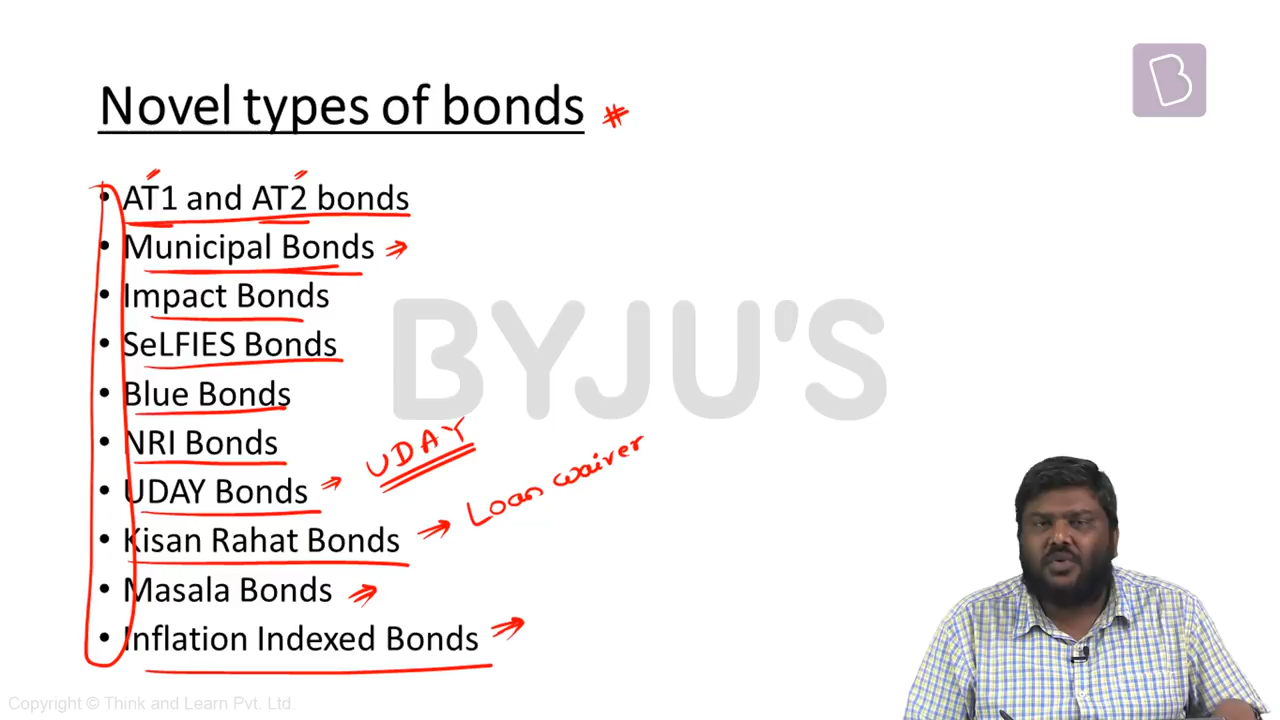 Novel types of bonds #
• AT1 and AT2 bonds
• Municipal Bonds →
• Impact Bonds
• SeLFIES Bonds
• Blue Bonds
• NRI Bonds
• UDAY Bonds → UDAY
• Kisan Rahat Bonds → Loan waiver
• Masala Bonds →
• Inflation Indexed Bonds →
BYJU'S
B
Copyright © Think and Learn Pvt. Ltd.